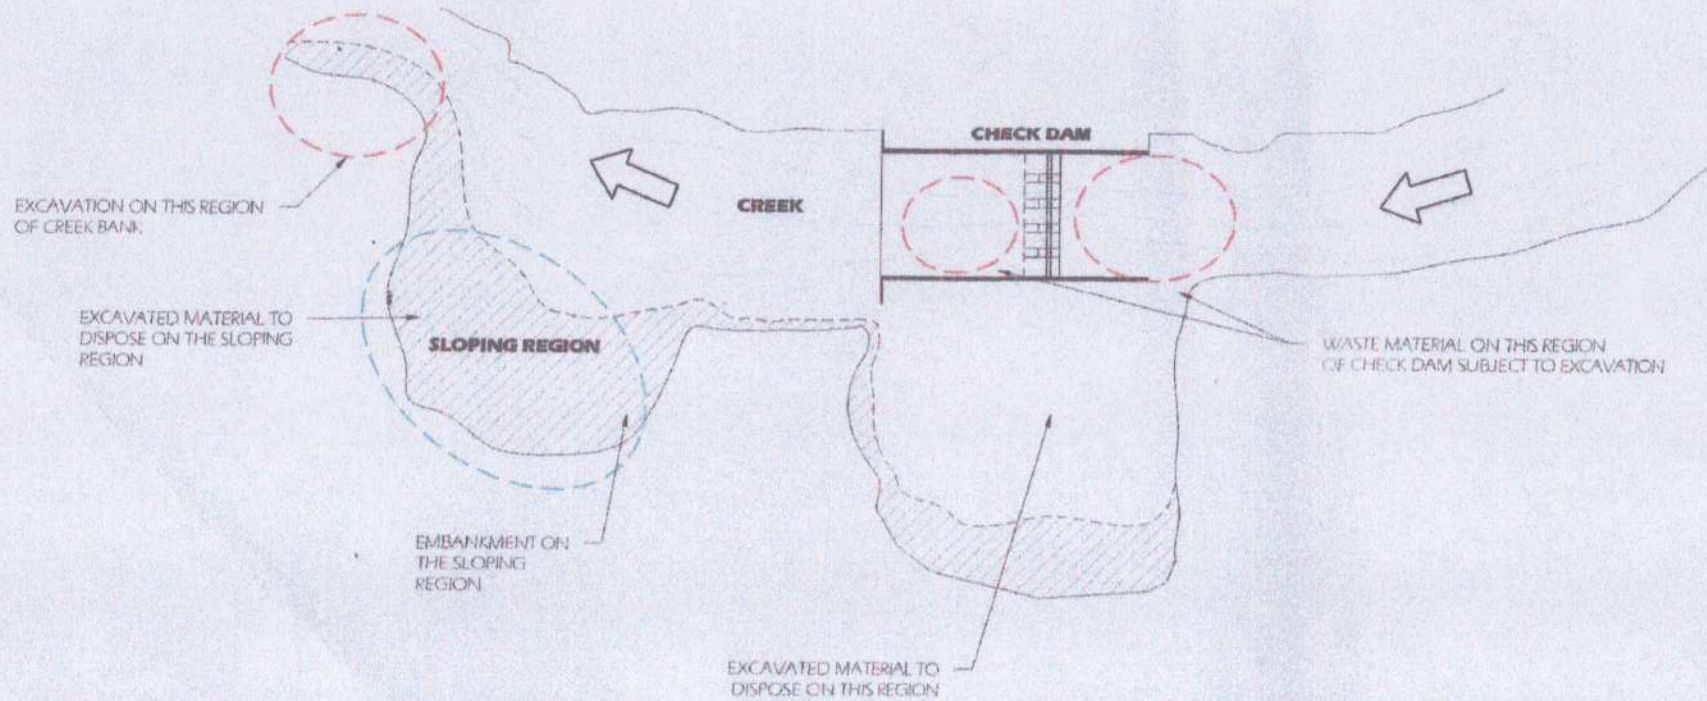 CHECK DAM
EXCAVATION ON THIS REGION
OF CREEK BANK
CREEK
EXCAVATED MATERIAL TO
DISPOSE ON THE SLOPING
REGION
SLOPING REGION
WASTE MATERIAL ON THIS REGION
OF CHECK DAM SUBJECT TO EXCAVATION
EMBANKMENT ON
THE SLOPING
REGION
EXCAVATED MATERIAL TO
DISPOSE ON THIS REGION